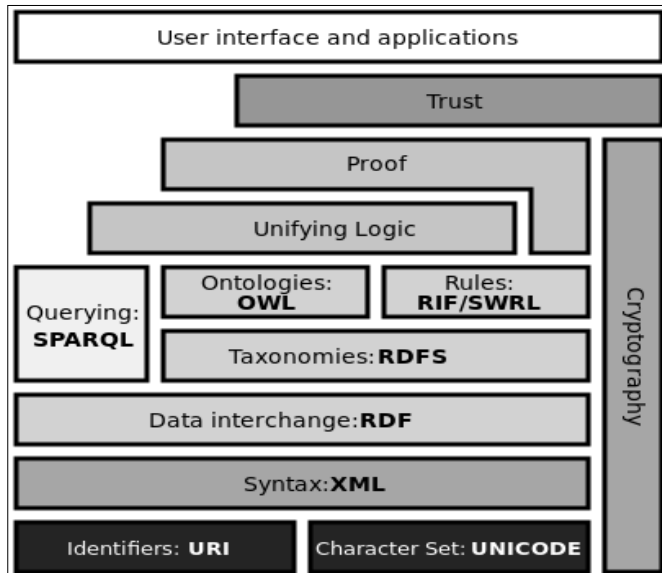 User interface and applications
Trust
Proof
Unifying Logic
Ontologies:
OWL
Rules:
RIF/SWRL
Querying:
SPARQL
Taxonomies:RDFS
Data interchange:RDF
Syntax:XML
Identifiers: URI
Character Set: UNICODE
Cryptography